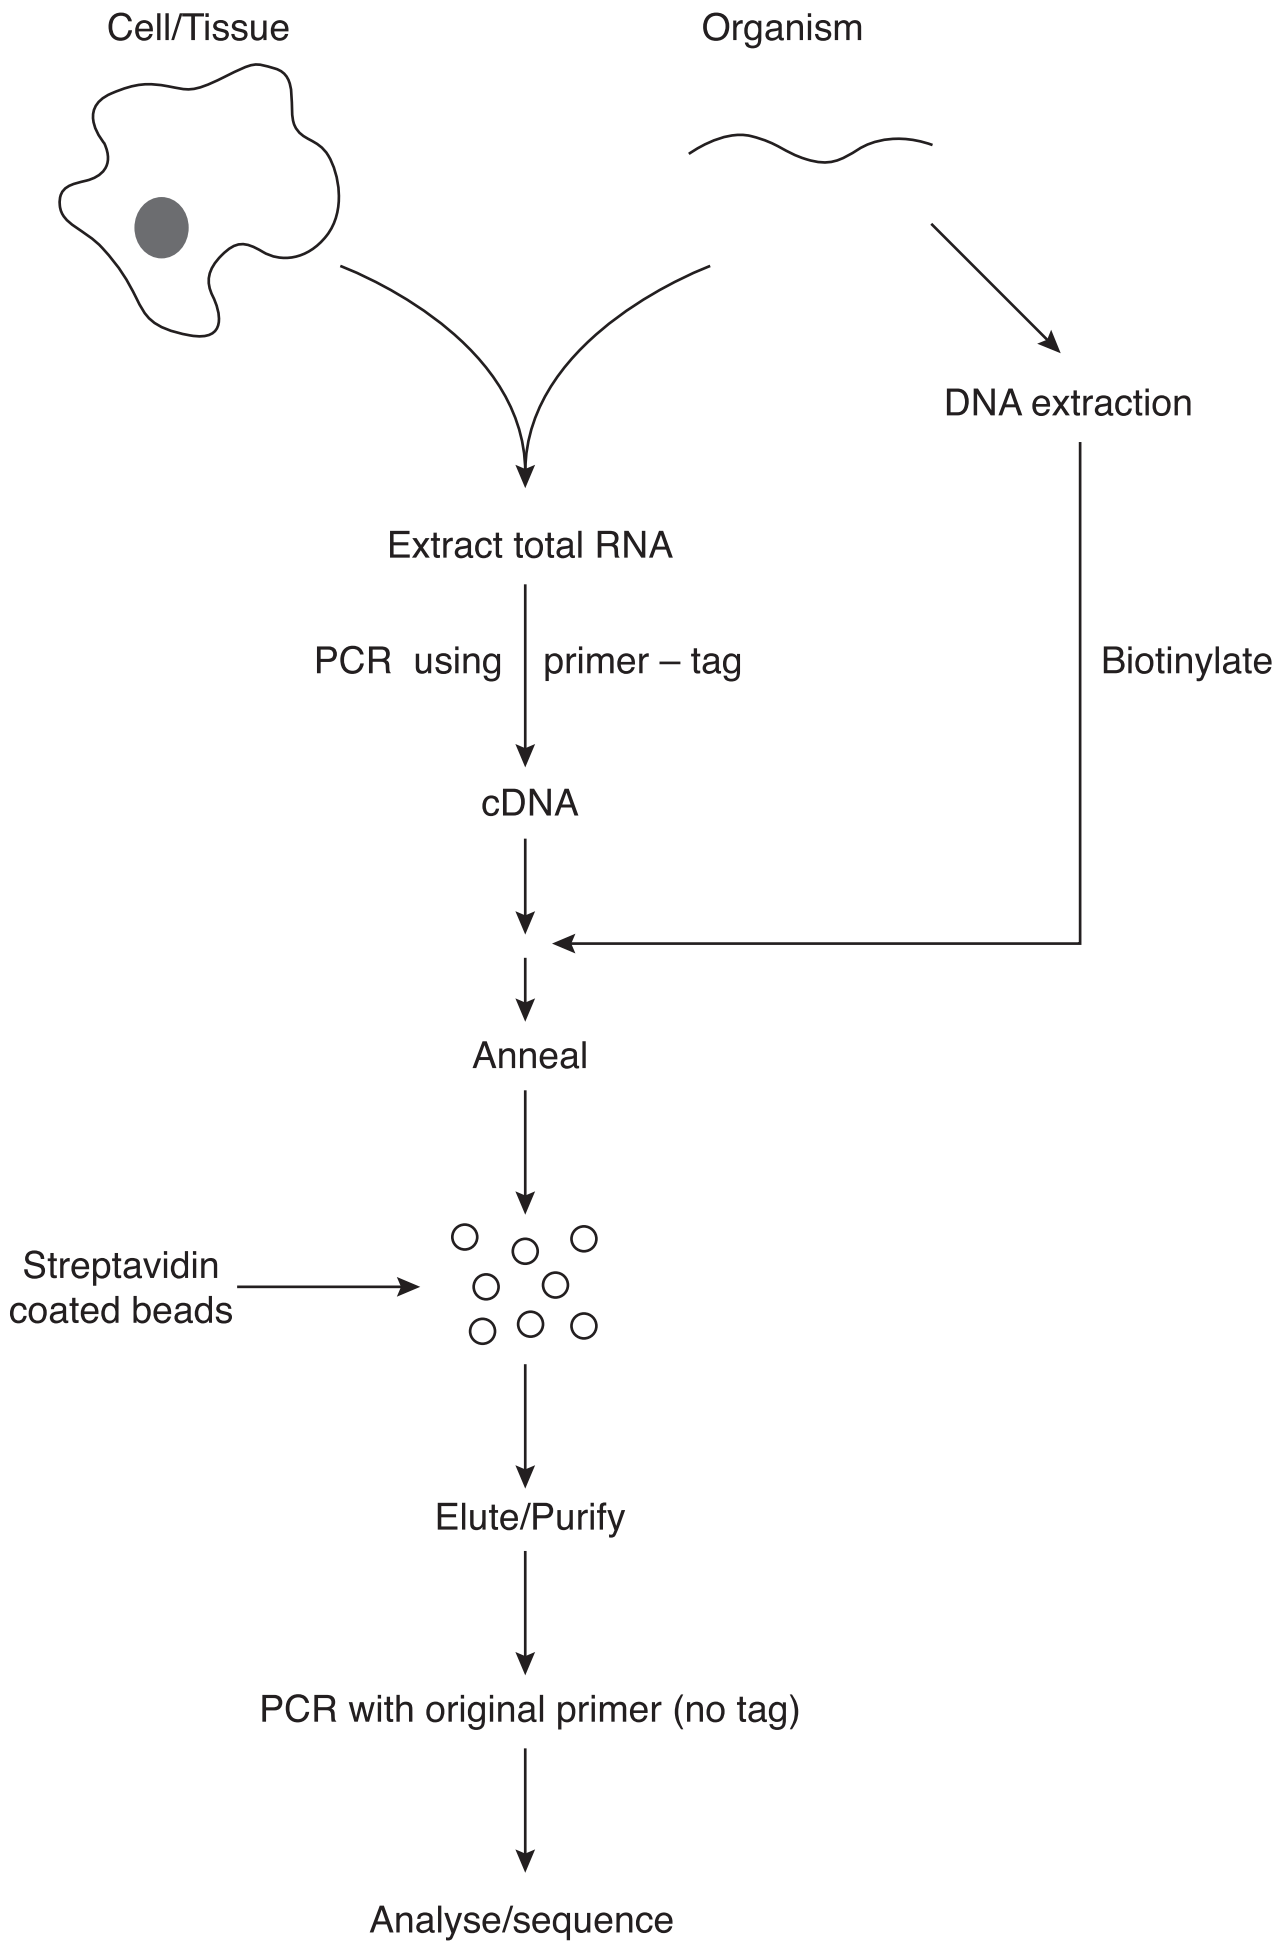 Cell/Tissue
Organism
DNA extraction
Extract total RNA
PCR using primer – tag
Biotinylate
cDNA
Anneal
Streptavidin
coated beads
Elute/Purify
PCR with original primer (no tag)
Analyse/sequence